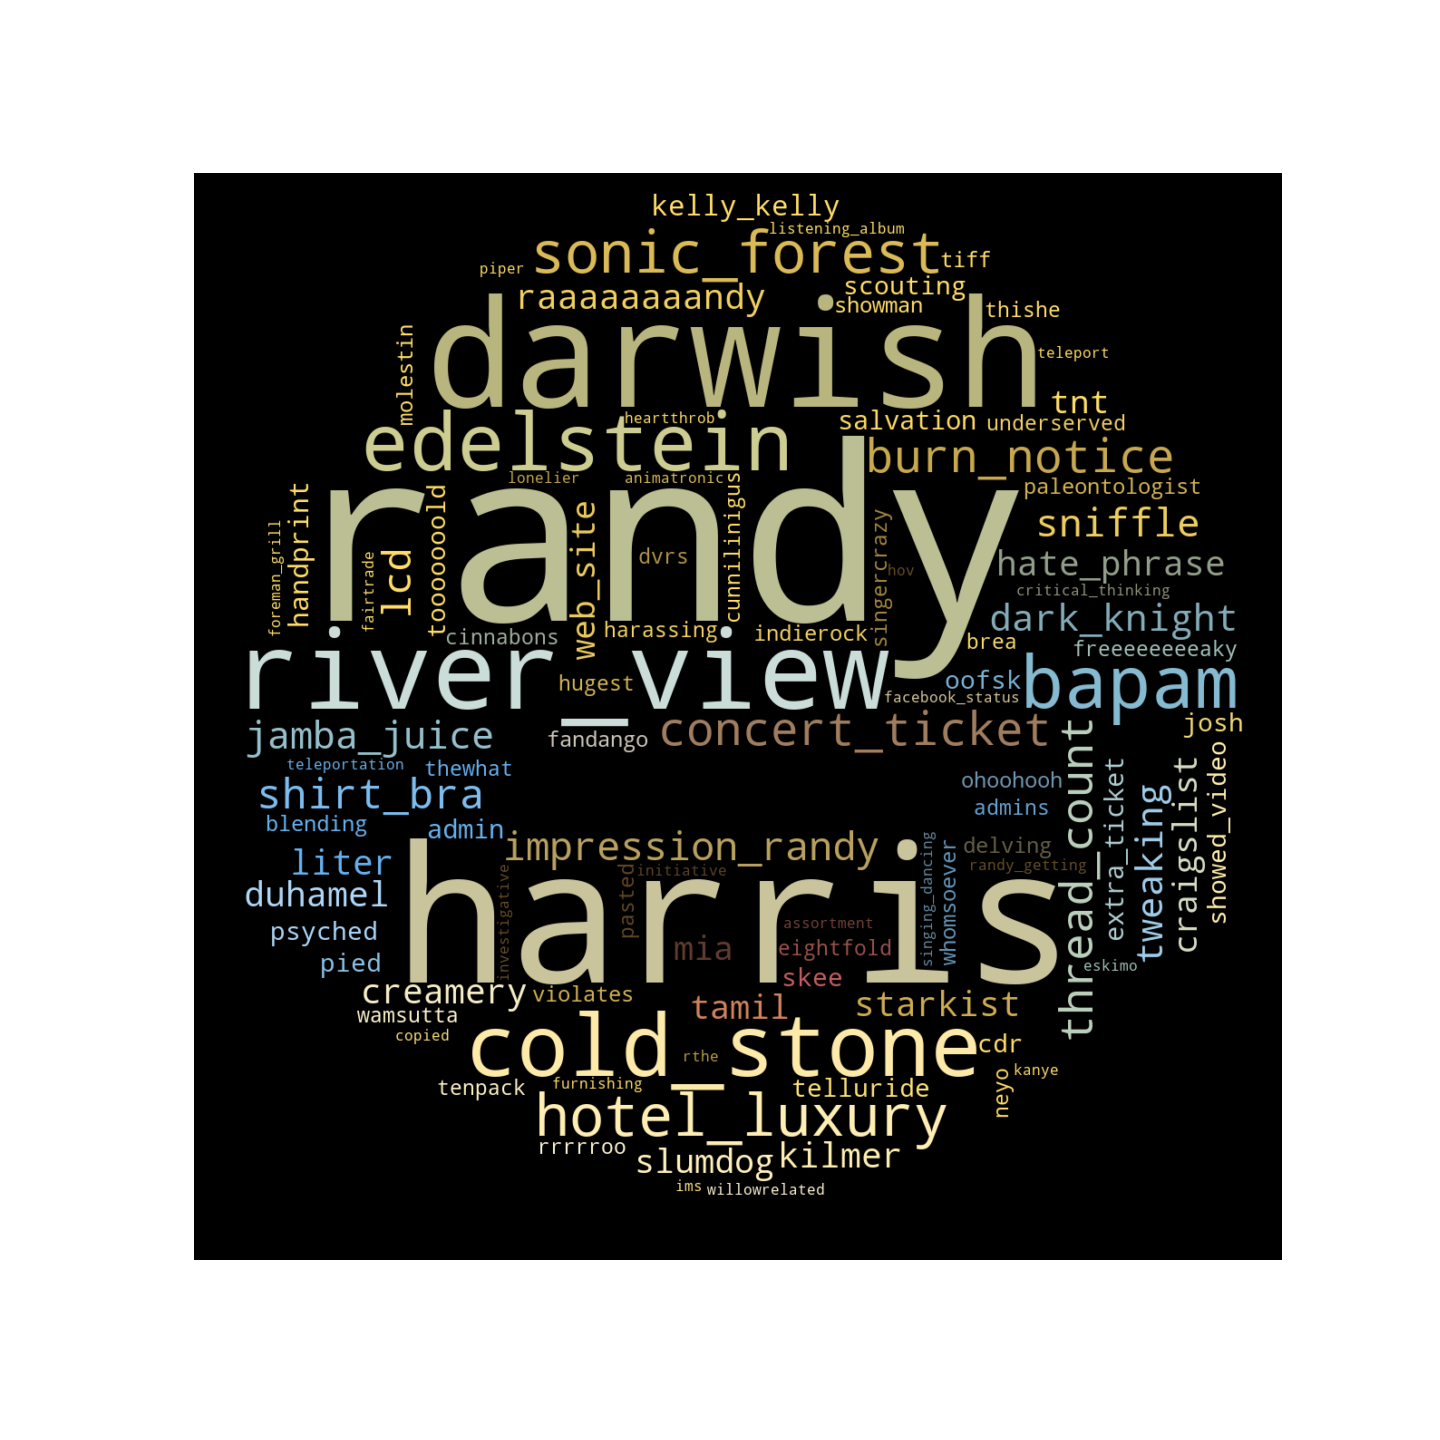 kelly_kelly
listening_album
sonic_forest
tiff
piper
scouting
raaaaaaaandy
showman
thishe
darwish
teleport
molestin
tnt
heartthrob
salvation
underserved
edelstein
burn_notice
lonelier
animatronic
paleontologist
randy
sniffle
foreman_grill
handprint
fairtrade
lcd
tooooooold
web_site
dvrs
cunnilinigus
singercrazy
hov
hate_phrase
critical_thinking
dark_knight
cinnabons
harassing
indierock
brea
freeeeeeeeaky
river_view
hugest
oofsk
bapam
facebook_status
jamba_juice
fandango
concert_ticket
josh
teleportation
thewhat
shirt_bra
ohoohooh
admins
thread_count
extra_ticket
tweaking
craigslist
showed_video
blending
admin
liter
impression_randy
delving
randy_getting
duhamel
harris
investigative
pasted
initiative
singing_dancing
whomsoever
psyched
assortment
mia
eightfold
pied
skee
eskimo
creamery
violates
tamil
starkist
wamsutta
copied
cold_stone
cdr
rthe
tenpack
furnishing
telluride
neyo
kanye
hotel_luxury
rrrrroo
slumdog
kilmer
ims
willowrelated